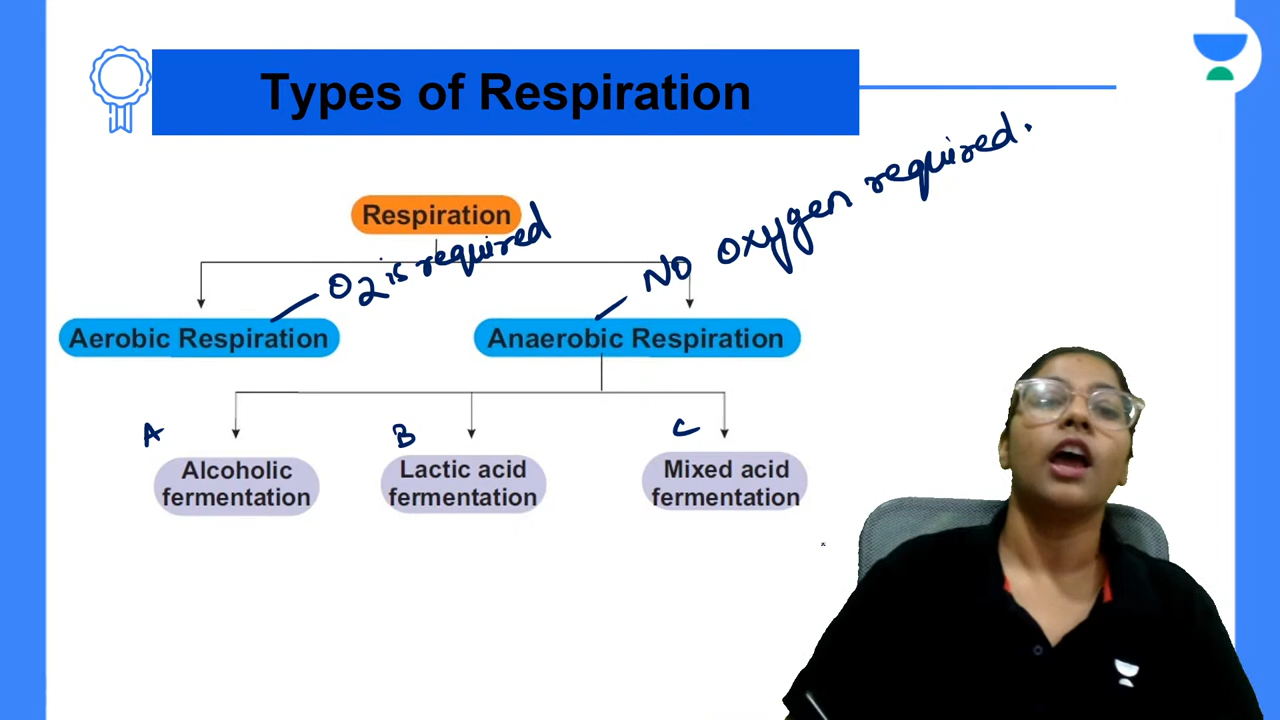 Types of Respiration
Respiration
O2 is required
NO Oxygen required.
Aerobic Respiration
Anaerobic Respiration
A
B
C
Alcoholic
fermentation
Lactic acid
fermentation
Mixed acid
fermentation